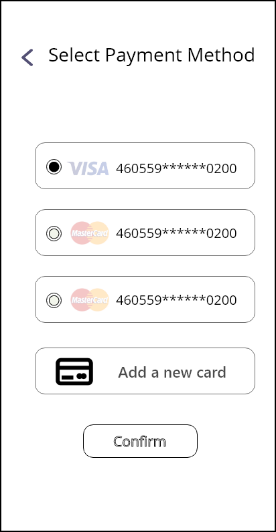 Select Payment Method
VISA 460559******0200
MasterCard 460559******0200
MasterCard 460559******0200
Add a new card
Confirm